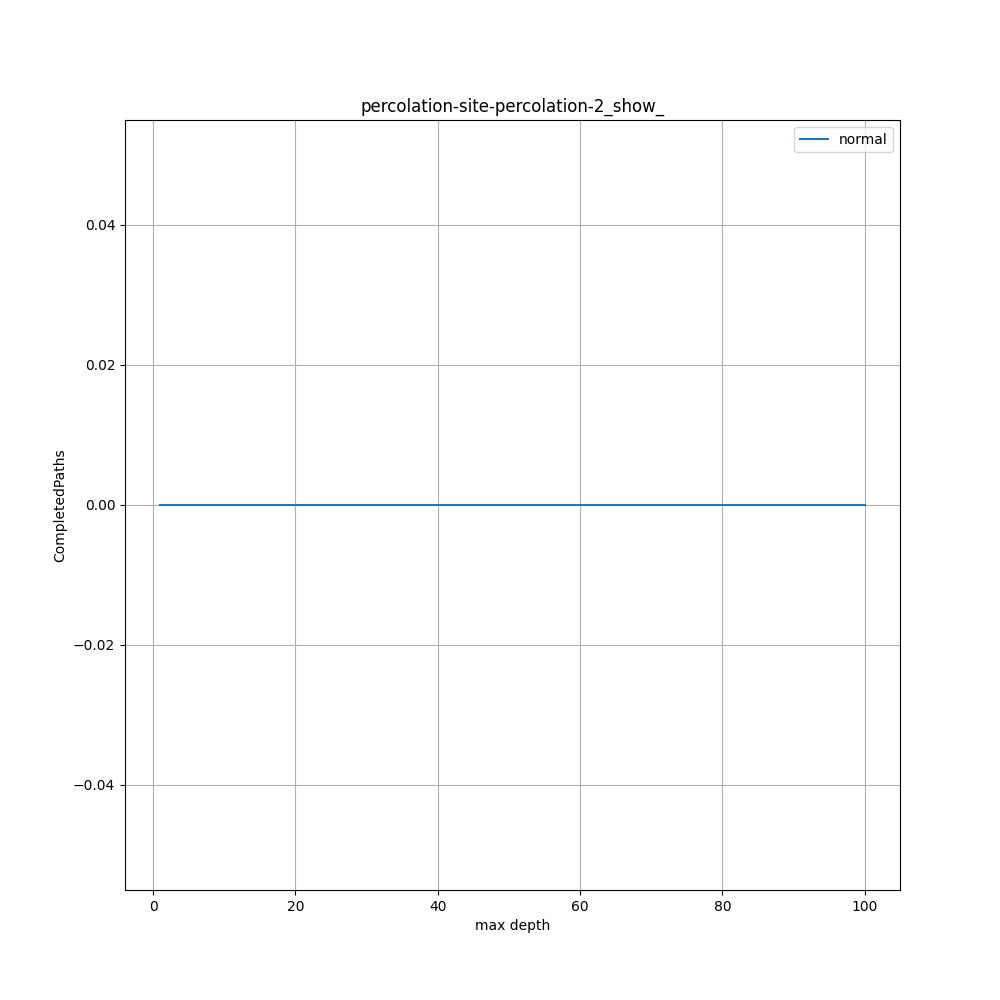 percolation-site-percolation-2_show_
normal
0.04
0.02
0.00
−0.02
−0.04
CompletedPaths
0 20 40 60 80 100
max depth